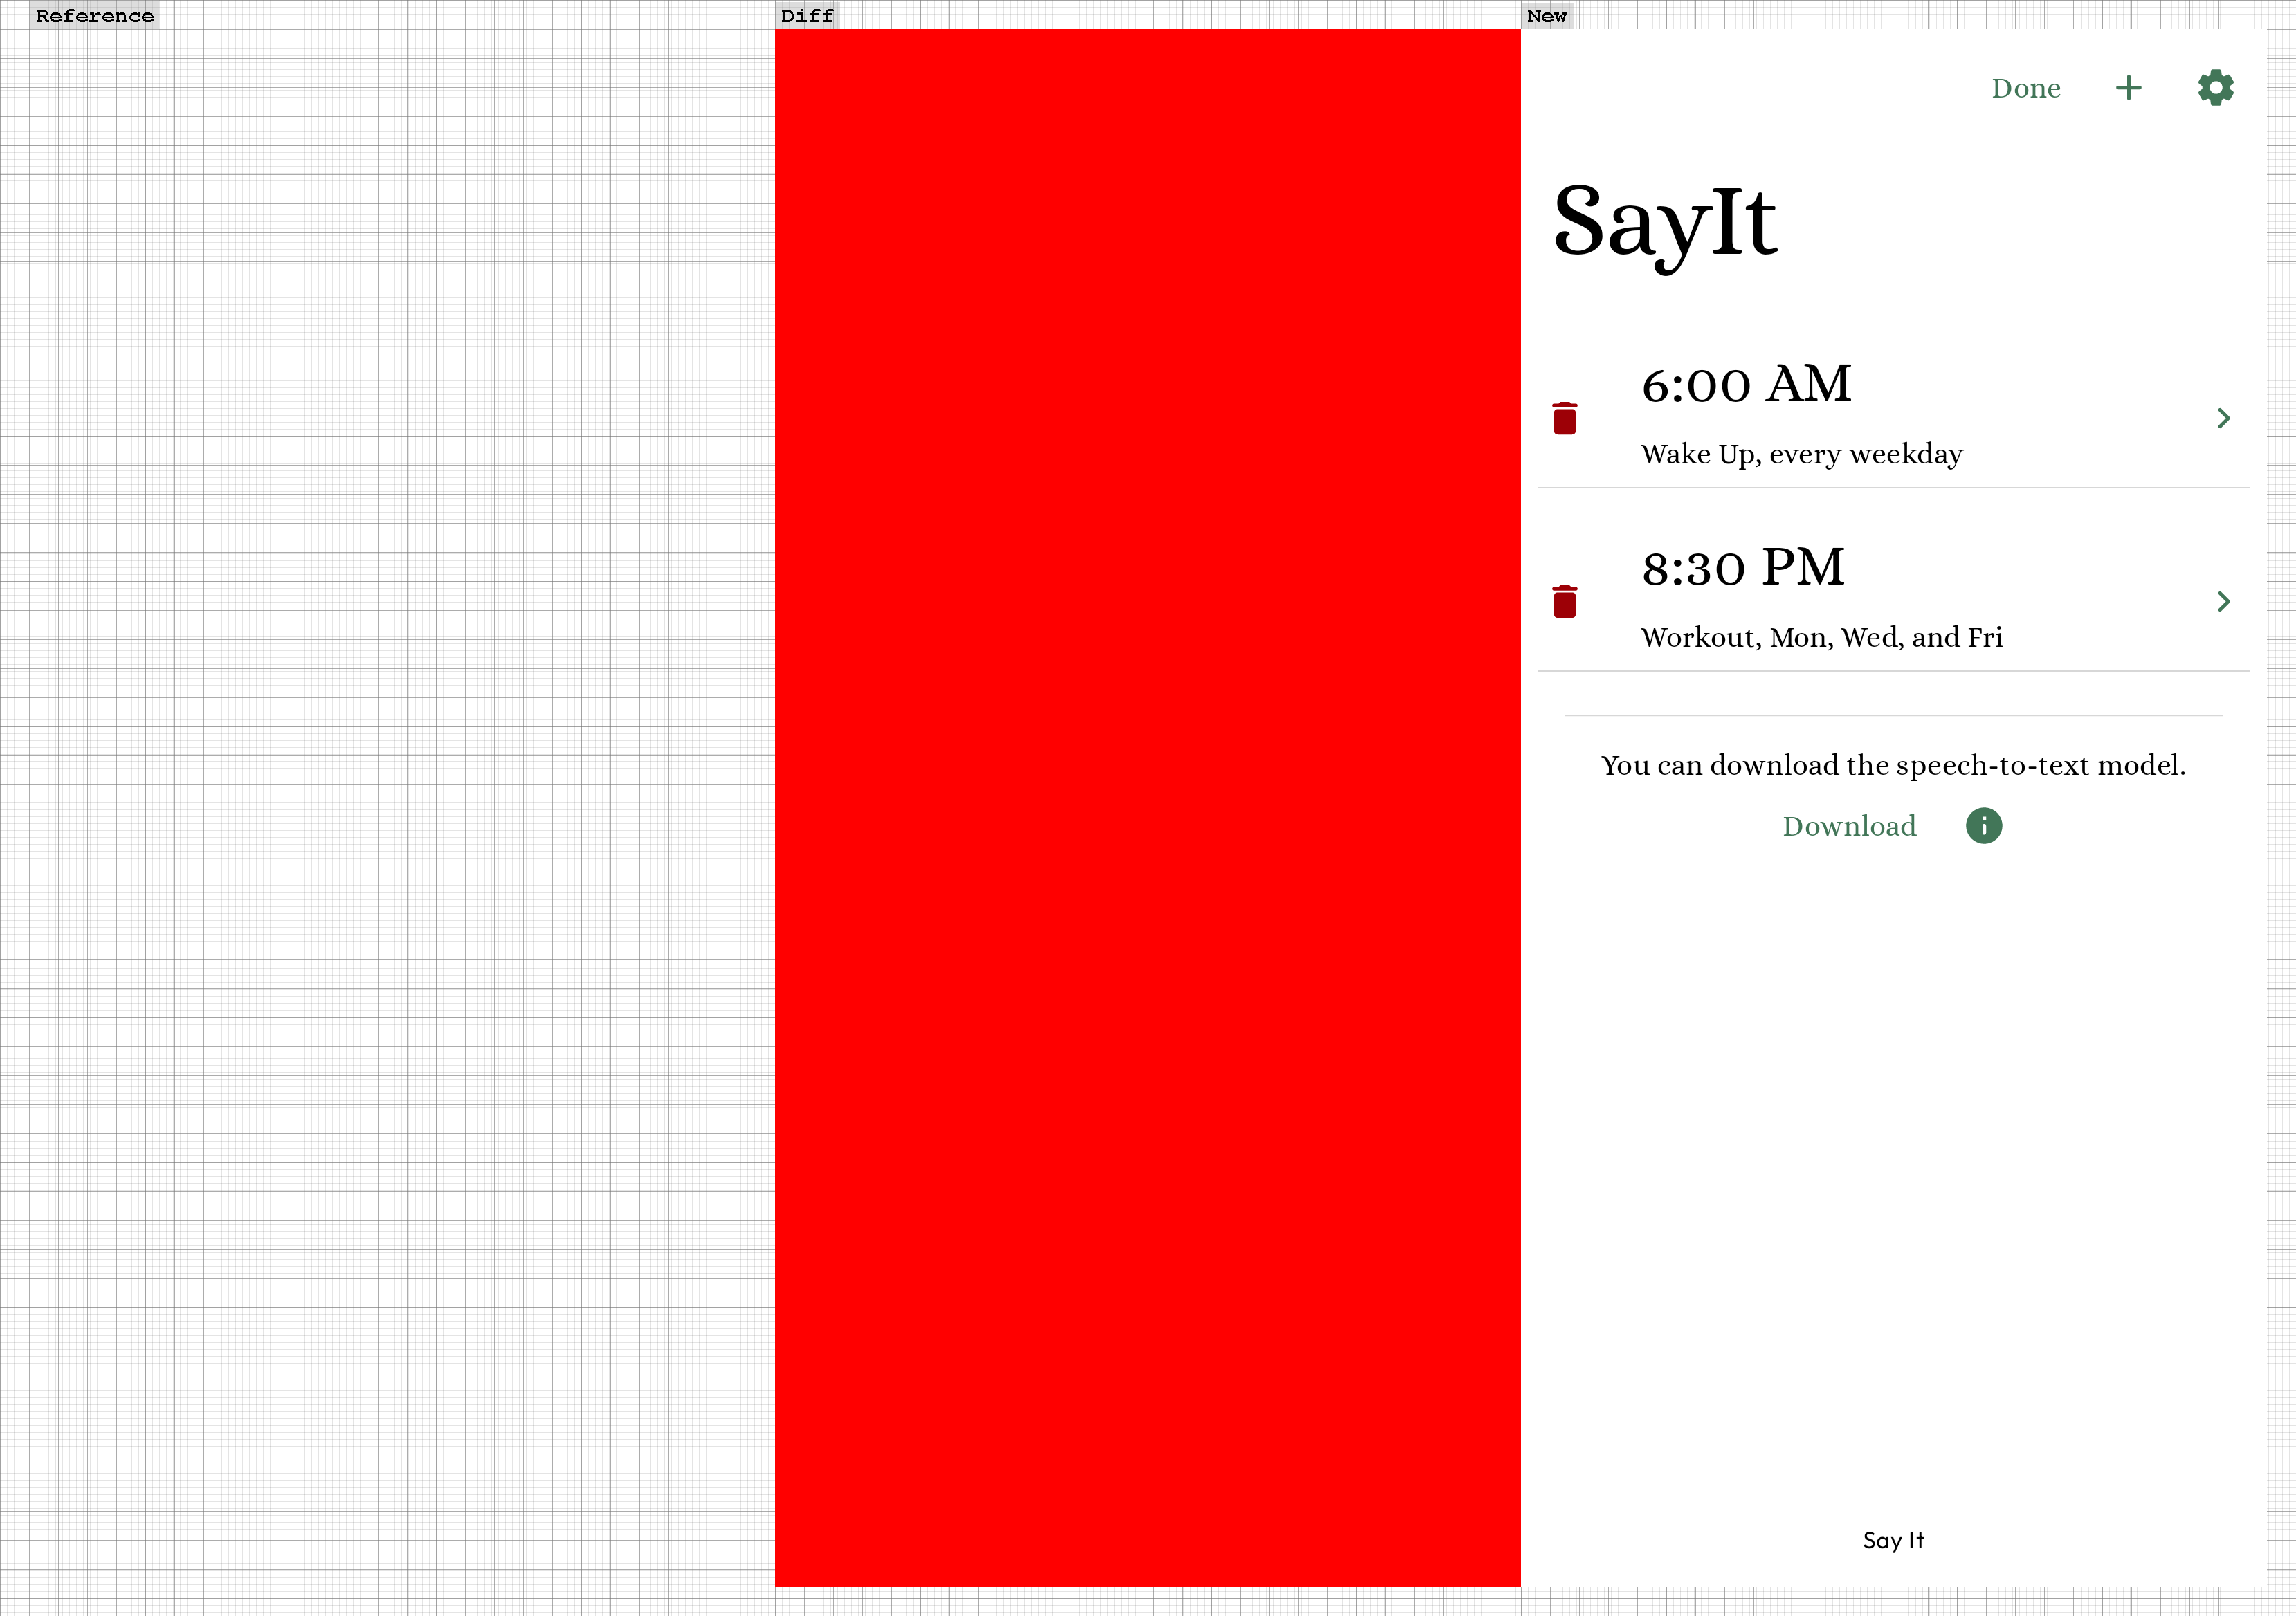 Reference
Diff
New
Done
SayIt
6:00 AM
Wake Up, every weekday
8:30 PM
Workout, Mon, Wed, and Fri
You can download the speech-to-text model.
Download
Say It